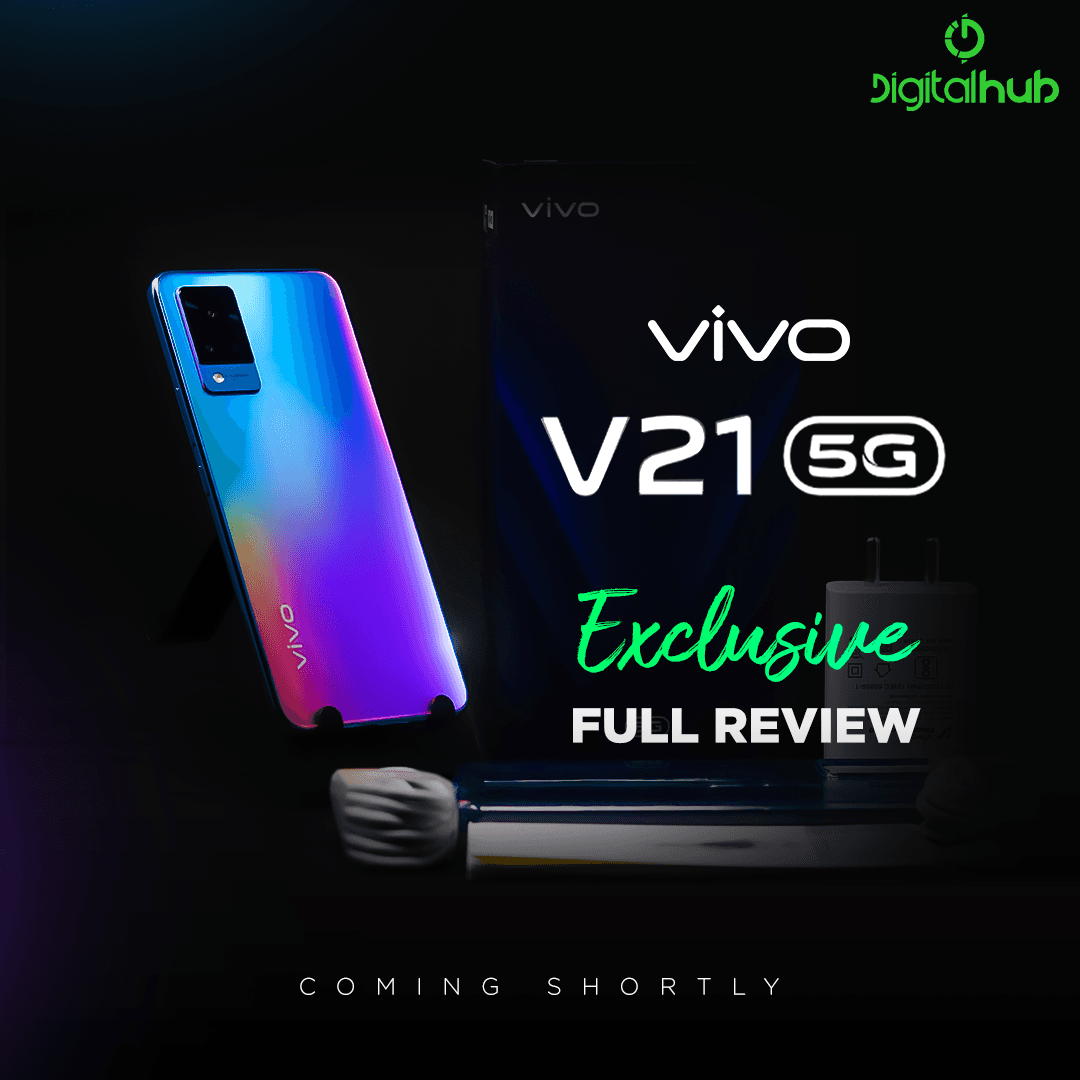 Digitalhub
vivo
vivo
V21 5G
vivo
Exclusive
FULL REVIEW
COMING SHORTLY